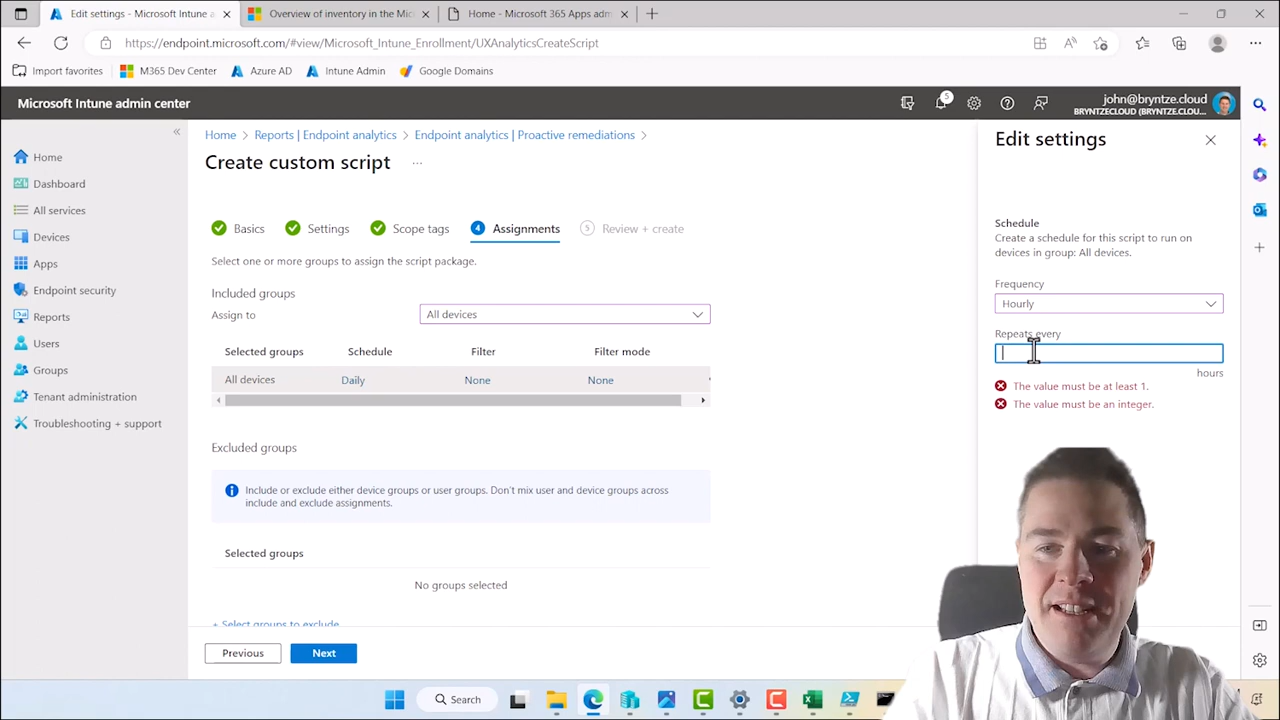 Edit settings - Microsoft Intune a
Overview of inventory in the Mic
Home - Microsoft 365 Apps adm
https://endpoint.microsoft.com/#view/Microsoft_Intune_Enrollment/UXAnalyticsCreateScript
Import favorites
M365 Dev Center
Azure AD
Intune Admin
Google Domains
Microsoft Intune admin center
5
john@bryntze.cloud
BRYNTZECLOUD (BRYNTZE.CLOU...
Home
Dashboard
All services
Devices
Apps
Endpoint security
Reports
Users
Groups
Tenant administration
Troubleshooting + support
Home > Reports | Endpoint analytics > Endpoint analytics | Proactive remediations >
Create custom script ...
Basics
Settings
Scope tags
4 Assignments
5 Review + create
Select one or more groups to assign the script package.
Included groups
Assign to
All devices
Selected groups Schedule Filter Filter mode
All devices Daily None None
Excluded groups
Include or exclude either device groups or user groups. Don't mix user and device groups across
include and exclude assignments.
Selected groups
No groups selected
+ Select groups to exclude
Previous
Next
Edit settings
Schedule
Create a schedule for this script to run on
devices in group: All devices.
Frequency
Hourly
Repeats every
hours
The value must be at least 1.
The value must be an integer.
Search